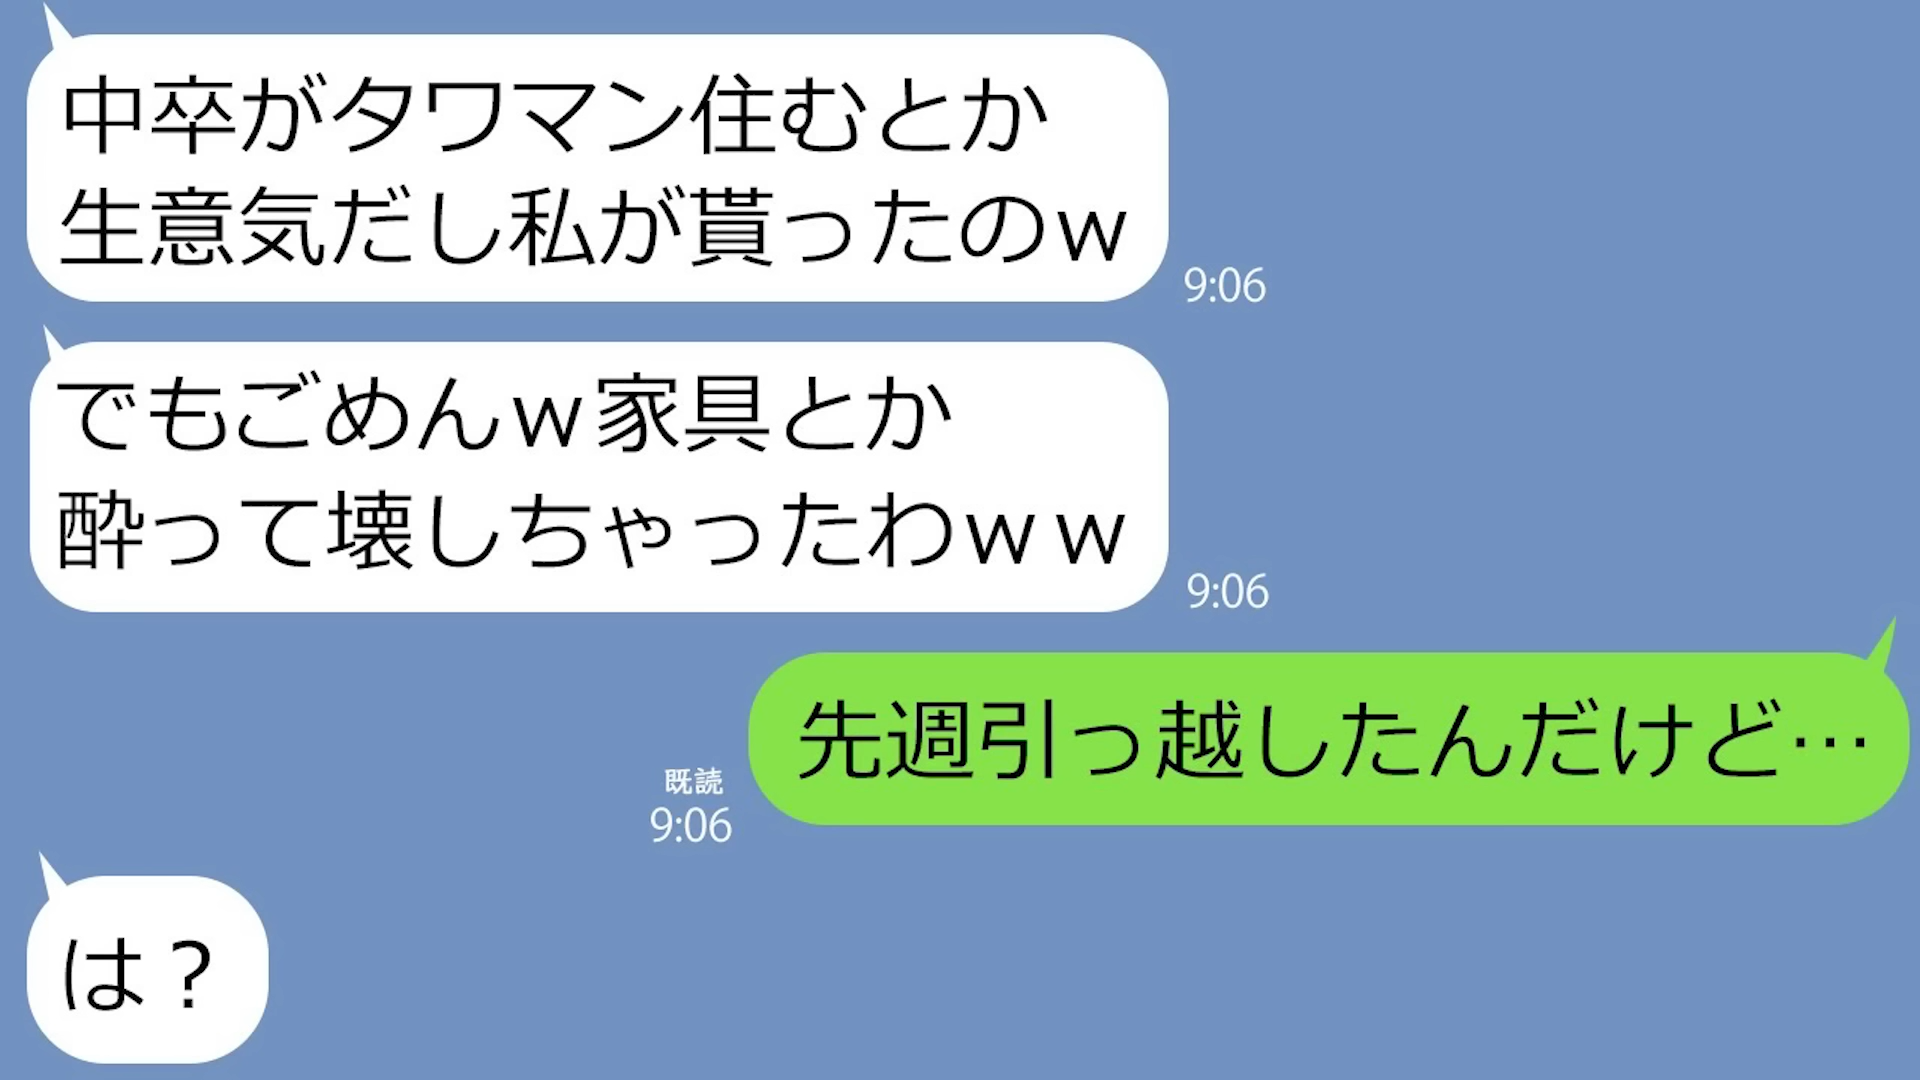 中卒がタワマン住むとか
生意気だし私が貰ったのｗ
9:06
でもごめんｗ家具とか
酔って壊しちゃったわｗｗ
9:06
先週引っ越したんだけど…
既読
9:06
は？